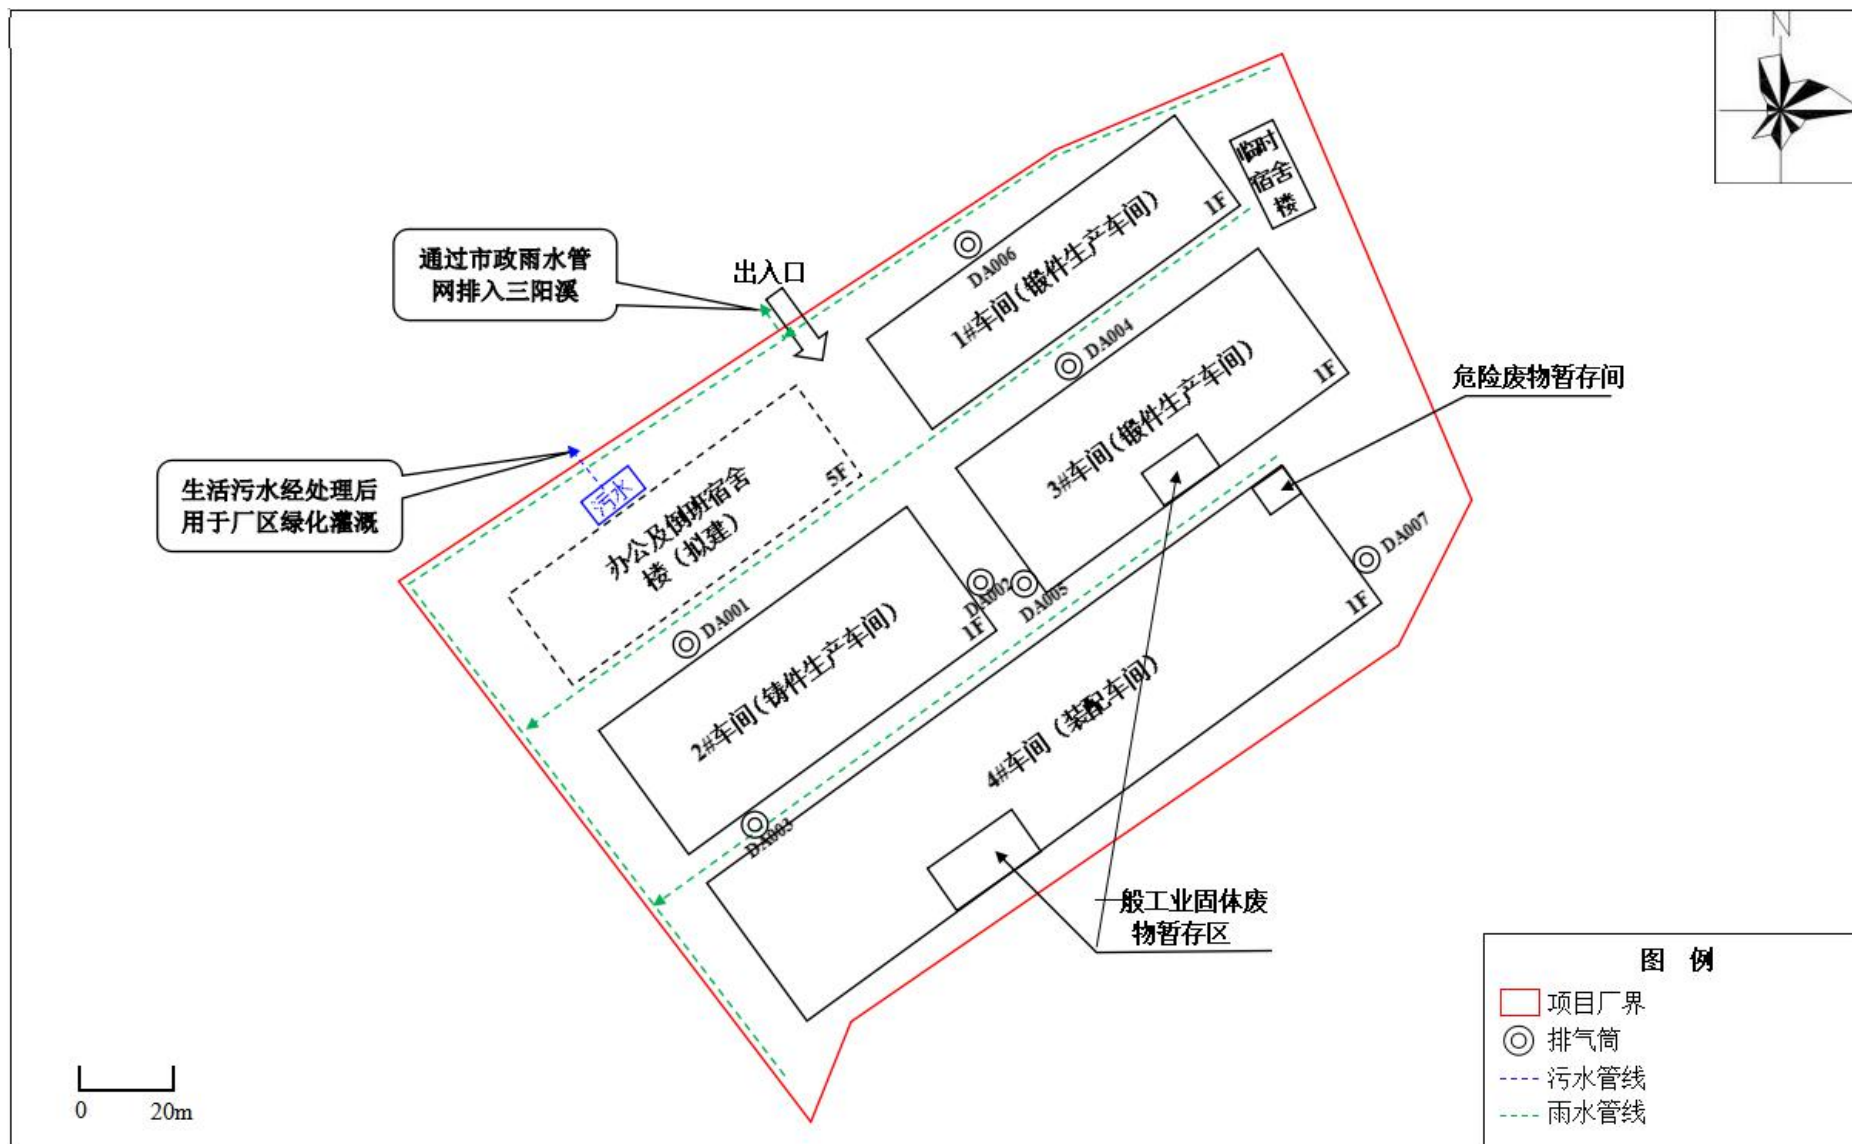 N
临时
宿舍
楼
通过市政雨水管
网排入三阳溪
出入口
DA006
1#车间(锻件生产车间)
1F
DA004
3#车间(锻件生产车间)
1F
危险废物暂存间
生活污水经处理后
用于厂区绿化灌溉
污水
办公及倒班宿舍
楼（拟建）
5F
DA001
DA002
DA005
DA007
2#车间(铸件生产车间)
1F
1F
4#车间（装配车间）
DA003
一般工业固体废
物暂存区
图 例
项目厂界
排气筒
污水管线
雨水管线
0 20m